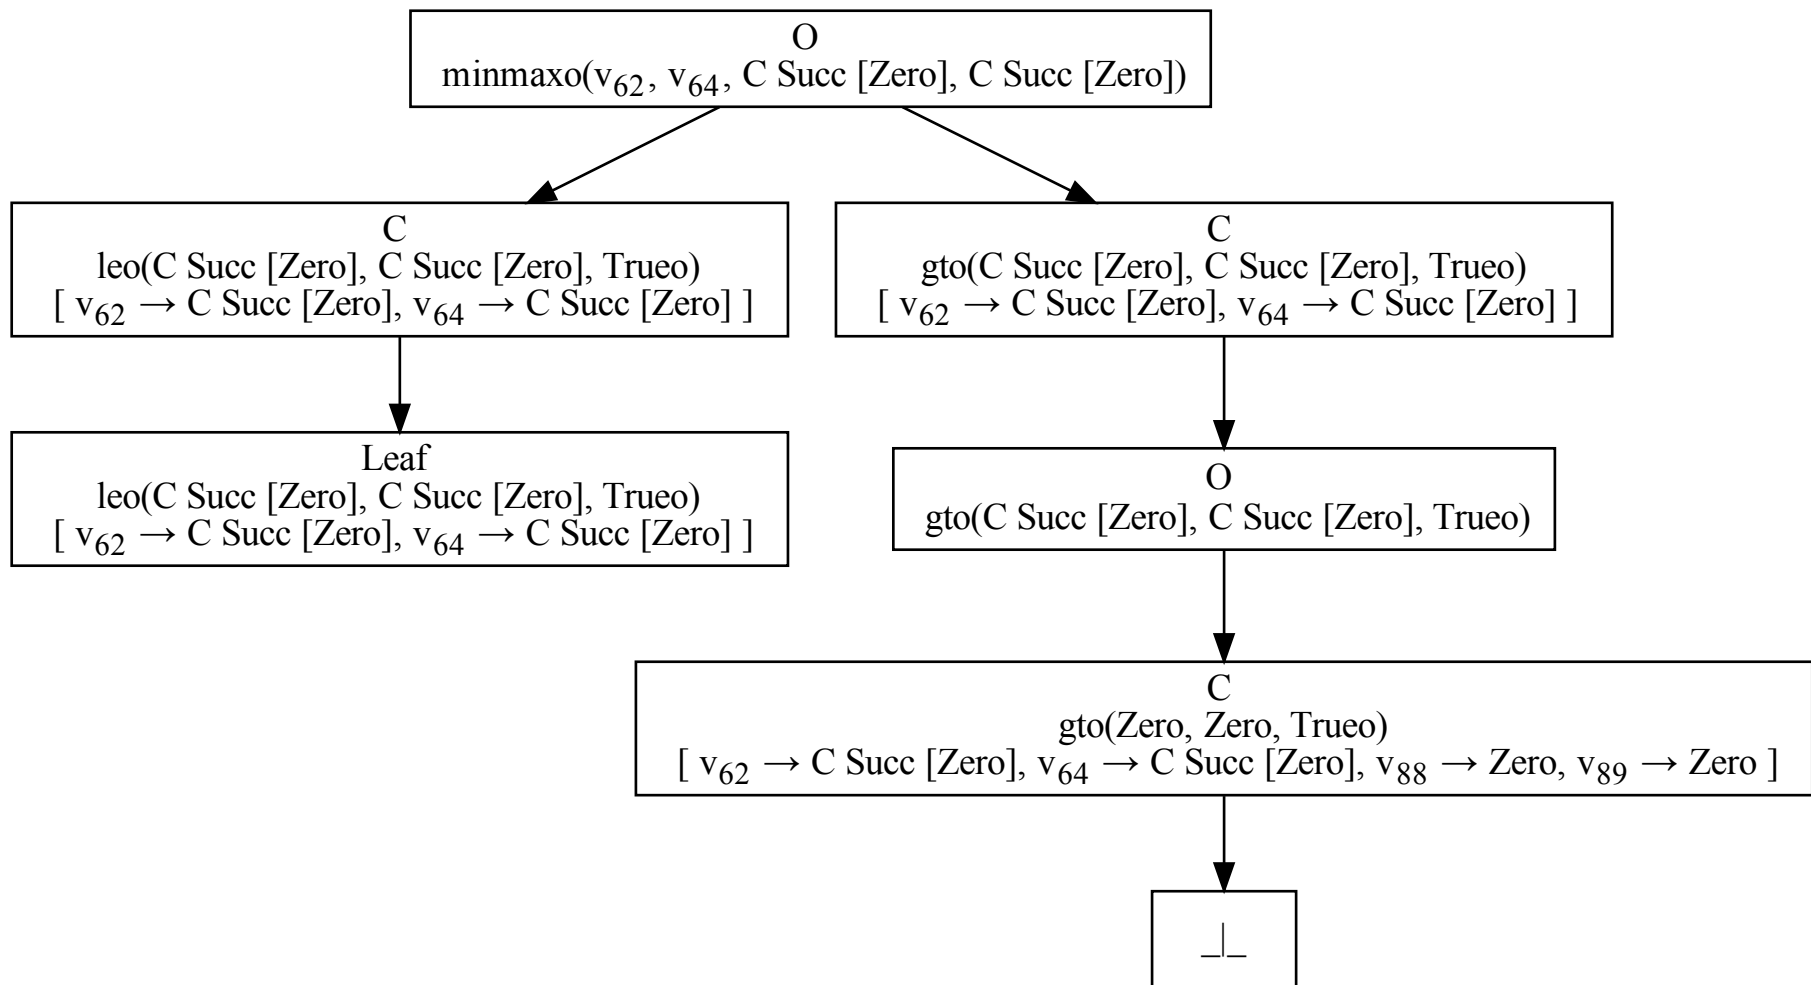 O
minmaxo(v62, v64, C Succ [Zero], C Succ [Zero])
C
leo(C Succ [Zero], C Succ [Zero], Trueo)
[ v62 → C Succ [Zero], v64 → C Succ [Zero] ]
C
gto(C Succ [Zero], C Succ [Zero], Trueo)
[ v62 → C Succ [Zero], v64 → C Succ [Zero] ]
Leaf
leo(C Succ [Zero], C Succ [Zero], Trueo)
[ v62 → C Succ [Zero], v64 → C Succ [Zero] ]
O
gto(C Succ [Zero], C Succ [Zero], Trueo)
C
gto(Zero, Zero, Trueo)
[ v62 → C Succ [Zero], v64 → C Succ [Zero], v88 → Zero, v89 → Zero ]
_|_